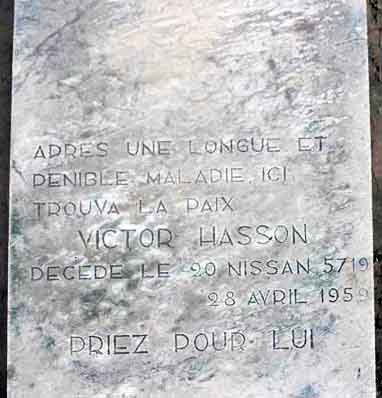 APRES UNE LONGUE ET
PENIBLE MALADIE, ICI
TROUVA LA PAIX
VICTOR HASSON
DECEDE LE 20 NISSAN 5719
28 AVRIL 1959
PRIEZ POUR LUI